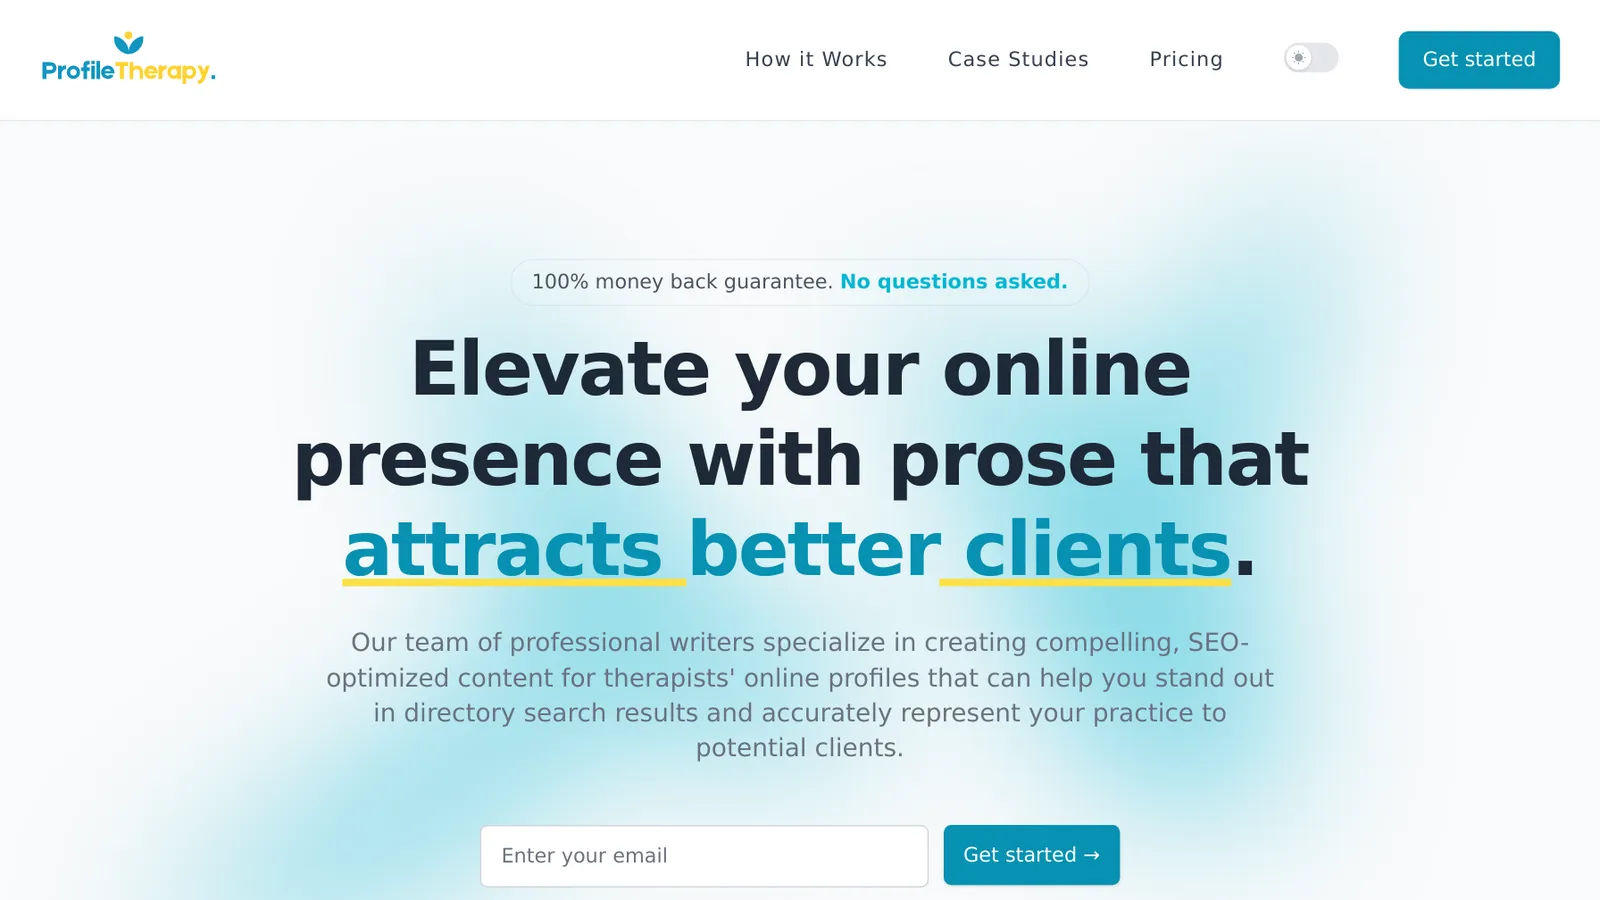 ProfileTherapy.
How it Works
Case Studies
Pricing
Get started
100% money back guarantee. No questions asked.
Elevate your online
presence with prose that
attracts better clients.
Our team of professional writers specialize in creating compelling, SEO-
optimized content for therapists' online profiles that can help you stand out
in directory search results and accurately represent your practice to
potential clients.
Enter your email
Get started →